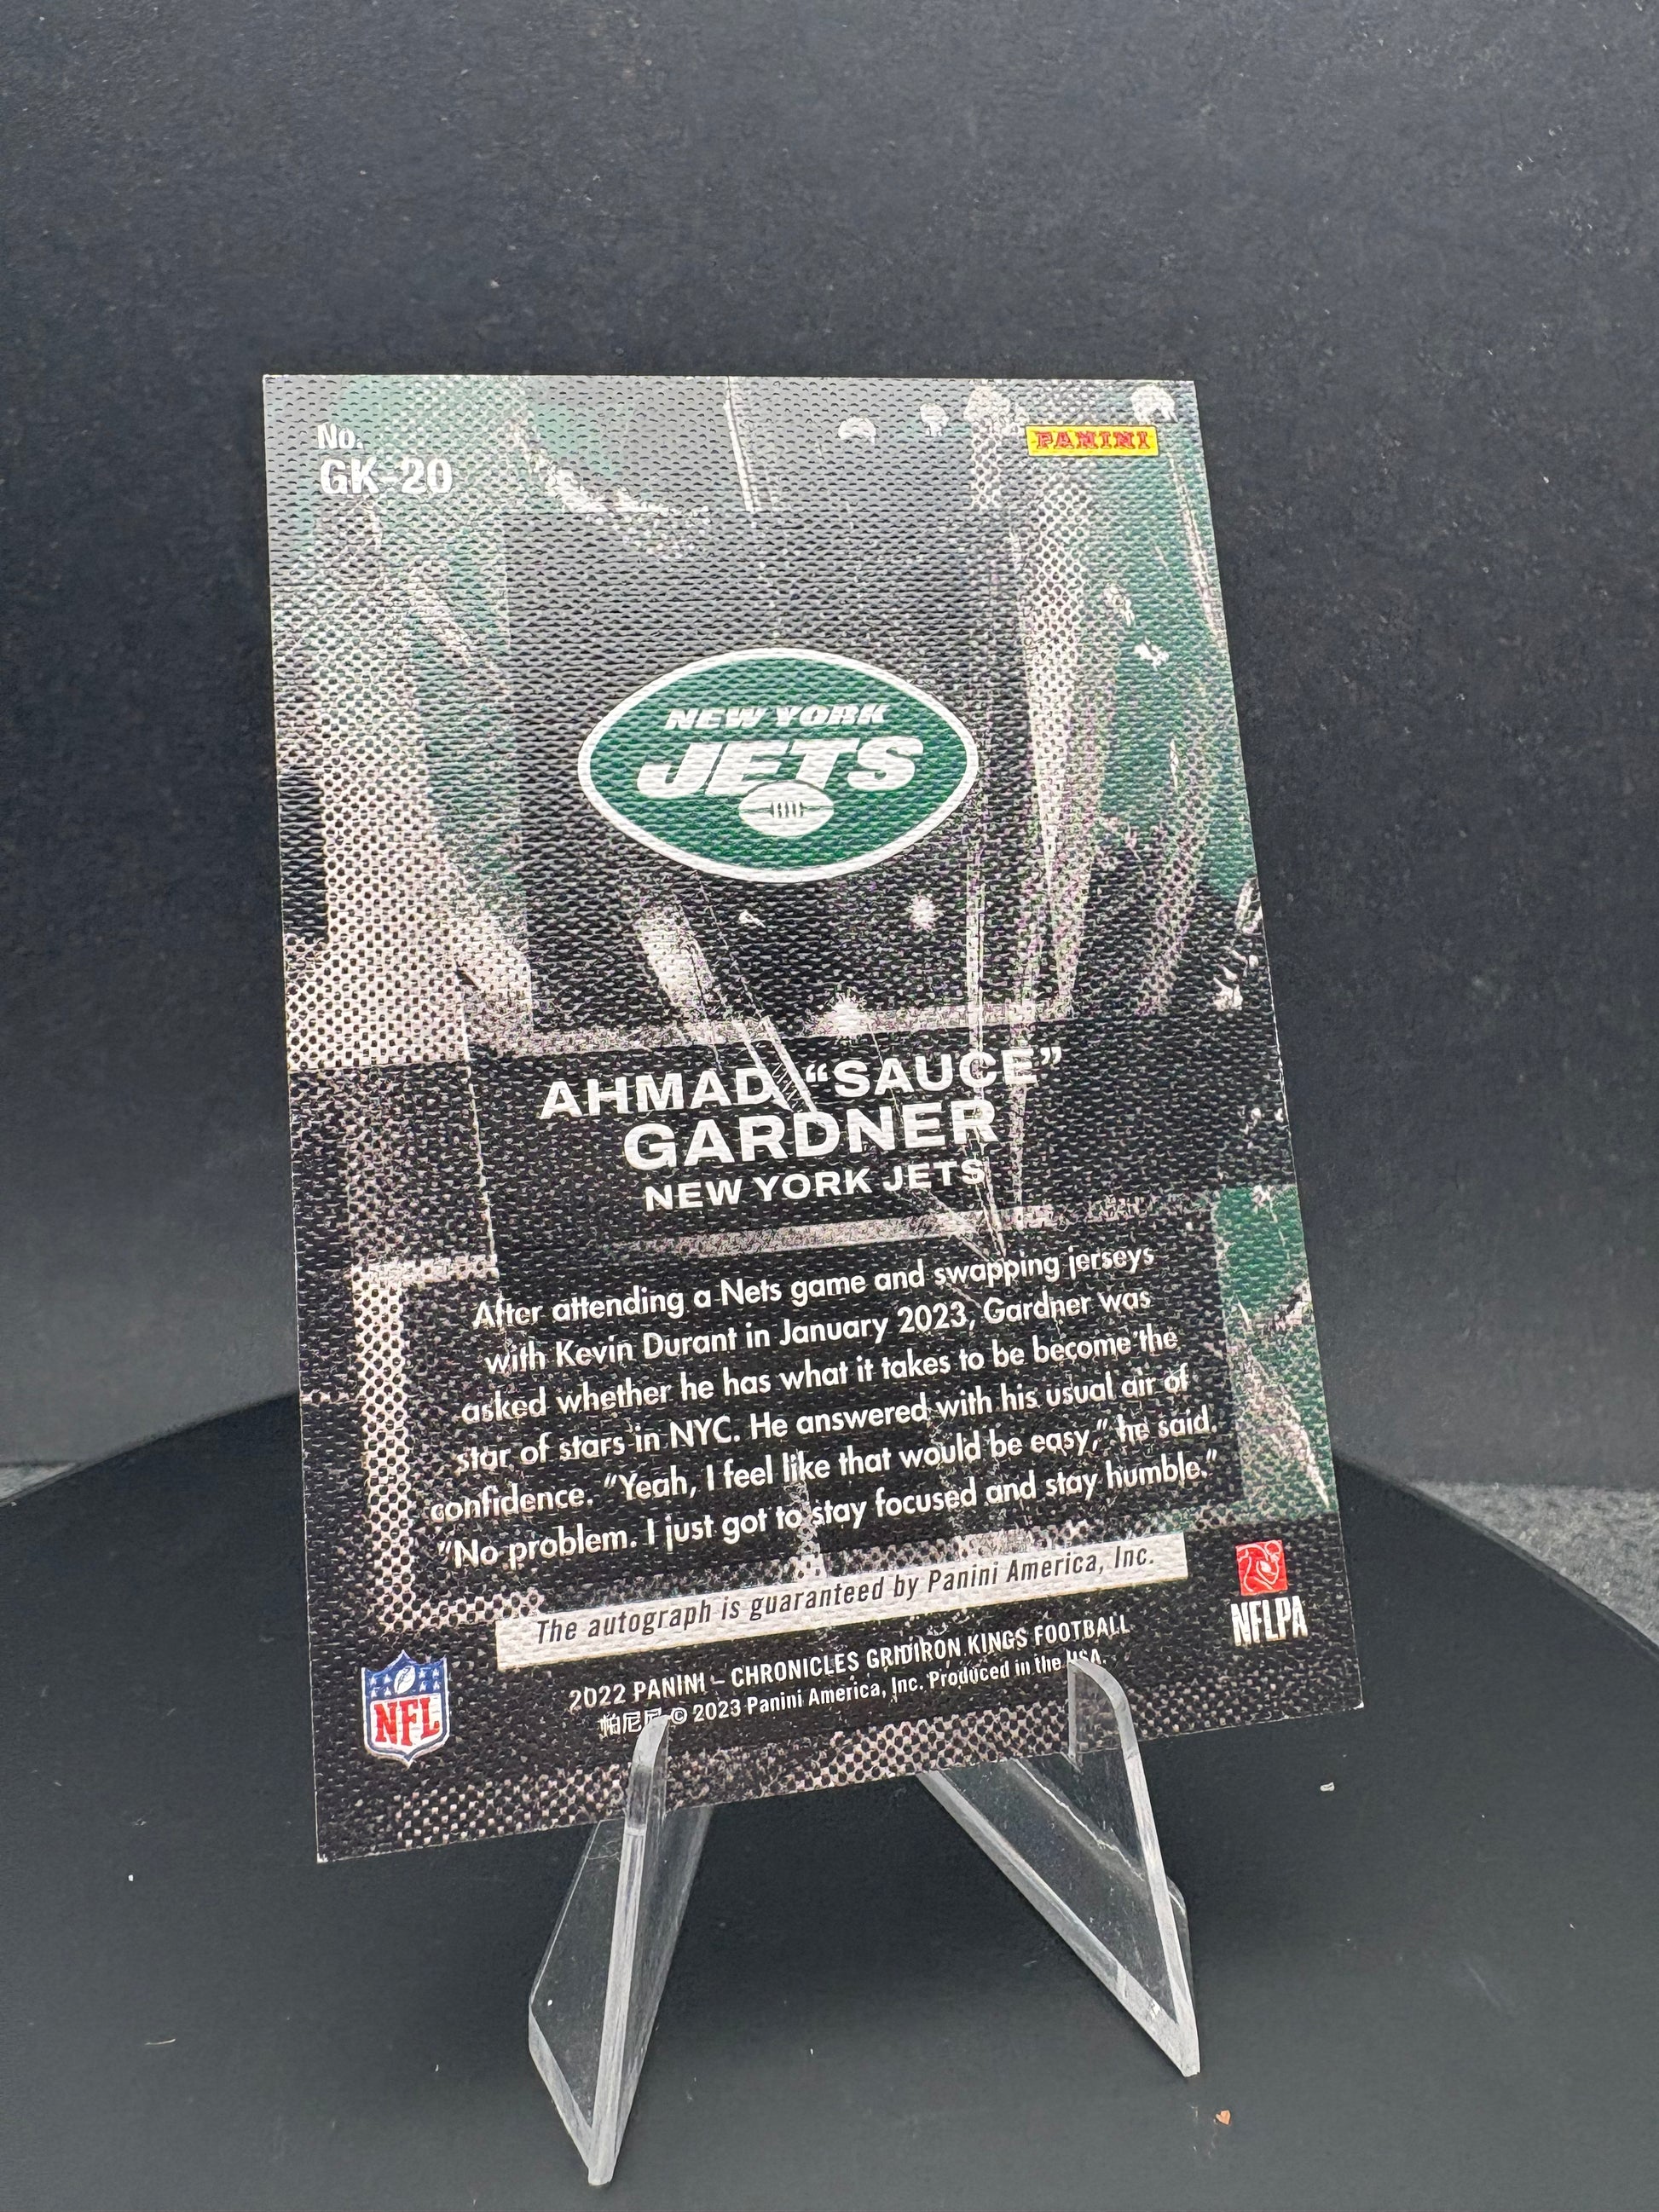 No.
GK-20
PANINI
NEW YORK
JETS
AHMAD “SAUCE”
GARDNER
NEW YORK JETS
After attending a Nets game and swapping jerseys
with Kevin Durant in January 2023, Gardner was
asked whether he has what it takes to be become the
star of stars in NYC. He answered with his usual air of
confidence. “Yeah, I feel like that would be easy,” he said.
“No problem. I just got to stay focused and stay humble.”
The autograph is guaranteed by Panini America, Inc.
NFLPA
2022 PANINI – CHRONICLES GRIDIRON KINGS FOOTBALL
帕尼尼 © 2023 Panini America, Inc. Produced in the USA.
NFL